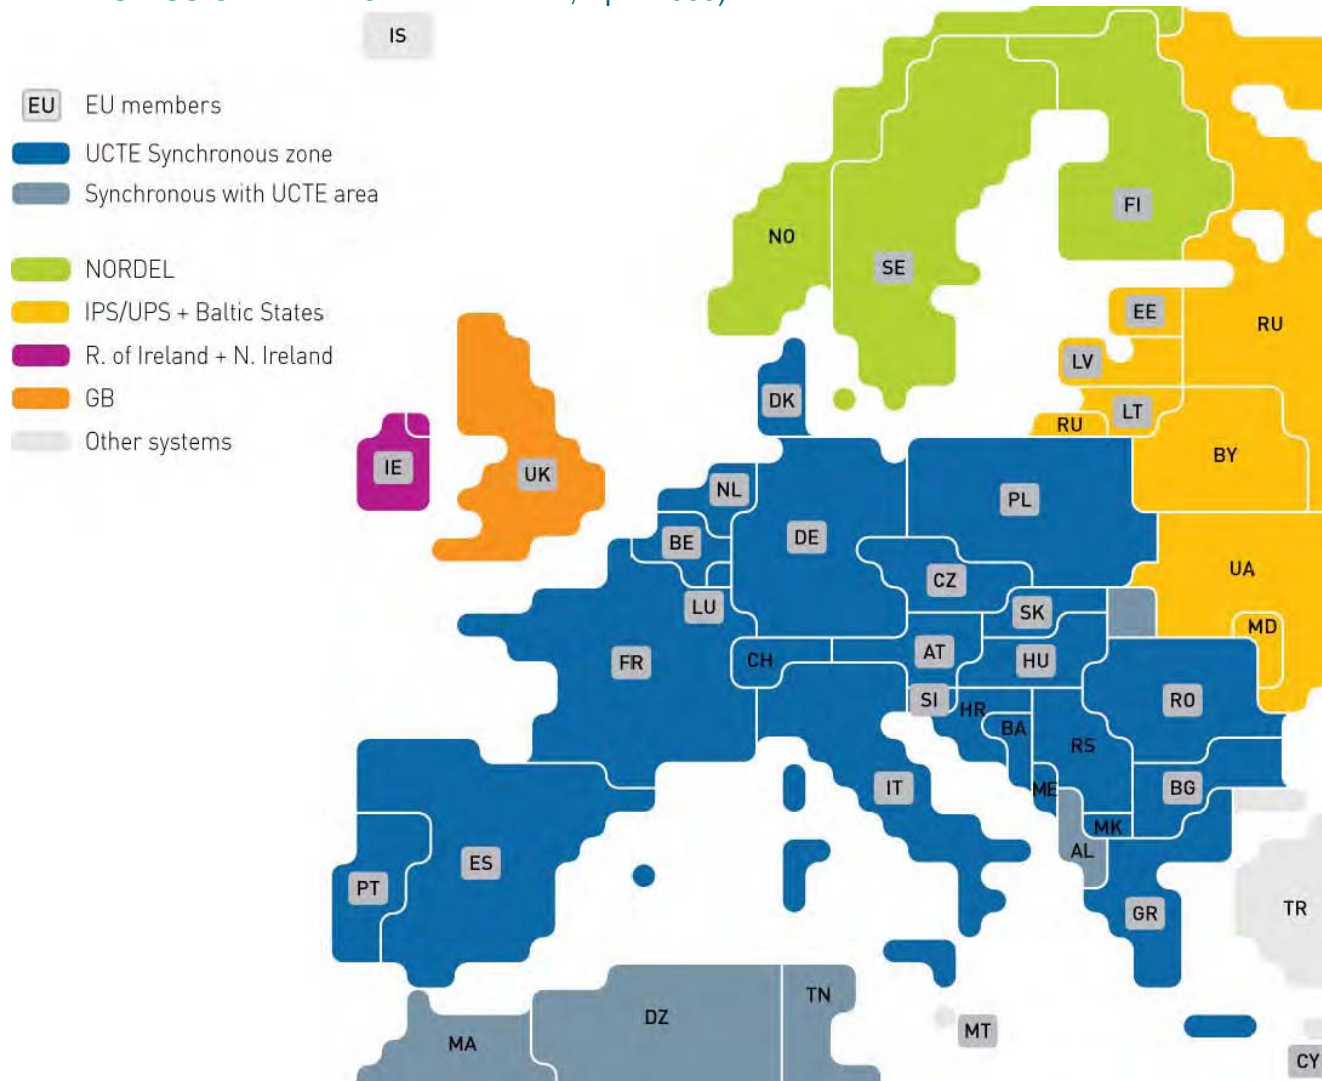 IS
EU EU members
UCTE Synchronous zone
Synchronous with UCTE area
NORDEL
IPS/UPS + Baltic States
R. of Ireland + N. Ireland
GB
Other systems
FI
NO
SE
EE
RU
LV
DK
LT
RU
BY
IE
UK
NL
PL
DE
BE
UA
CZ
LU
SK
MD
AT
FR
CH
HU
SI
RO
HR
BA
RS
IT
ME
BG
MK
AL
ES
PT
GR
TR
TN
DZ
MT
MA
CY